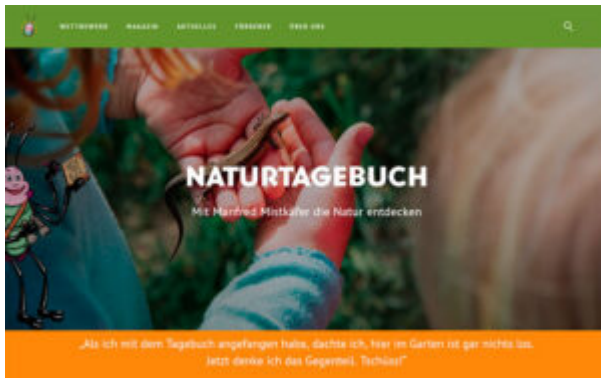 WETTBEWERB MAGAZIN AKTUELLES FÖRDERER ÜBER UNS
NATURTAGEBUCH
Mit Manfred Mistkäfer die Natur entdecken
„Als ich mit dem Tagebuch angefangen habe, dachte ich, hier im Garten ist gar nichts los.
Jetzt denke ich das Gegenteil. Tschüss!“